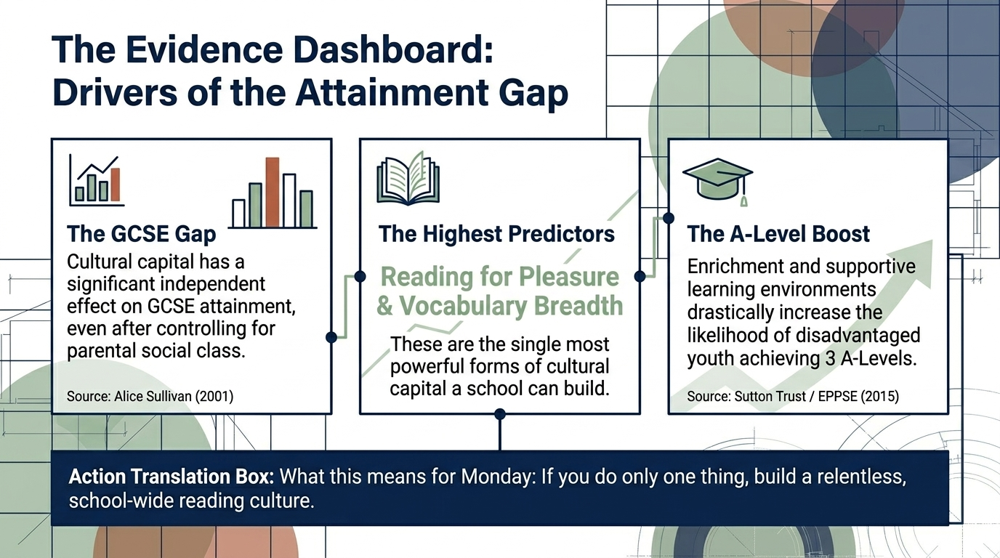 The Evidence Dashboard:
Drivers of the Attainment Gap
The GCSE Gap
Cultural capital has a
significant independent
effect on GCSE attainment,
even after controlling for
parental social class.
Source: Alice Sullivan (2001)
The Highest Predictors
Reading for Pleasure
& Vocabulary Breadth
These are the single most
powerful forms of cultural
capital a school can build.
The A-Level Boost
Enrichment and supportive
learning environments
drastically increase the
likelihood of disadvantaged
youth achieving 3 A-Levels.
Source: Sutton Trust / EPPSE (2015)
Action Translation Box: What this means for Monday: If you do only one thing, build a relentless,
school-wide reading culture.